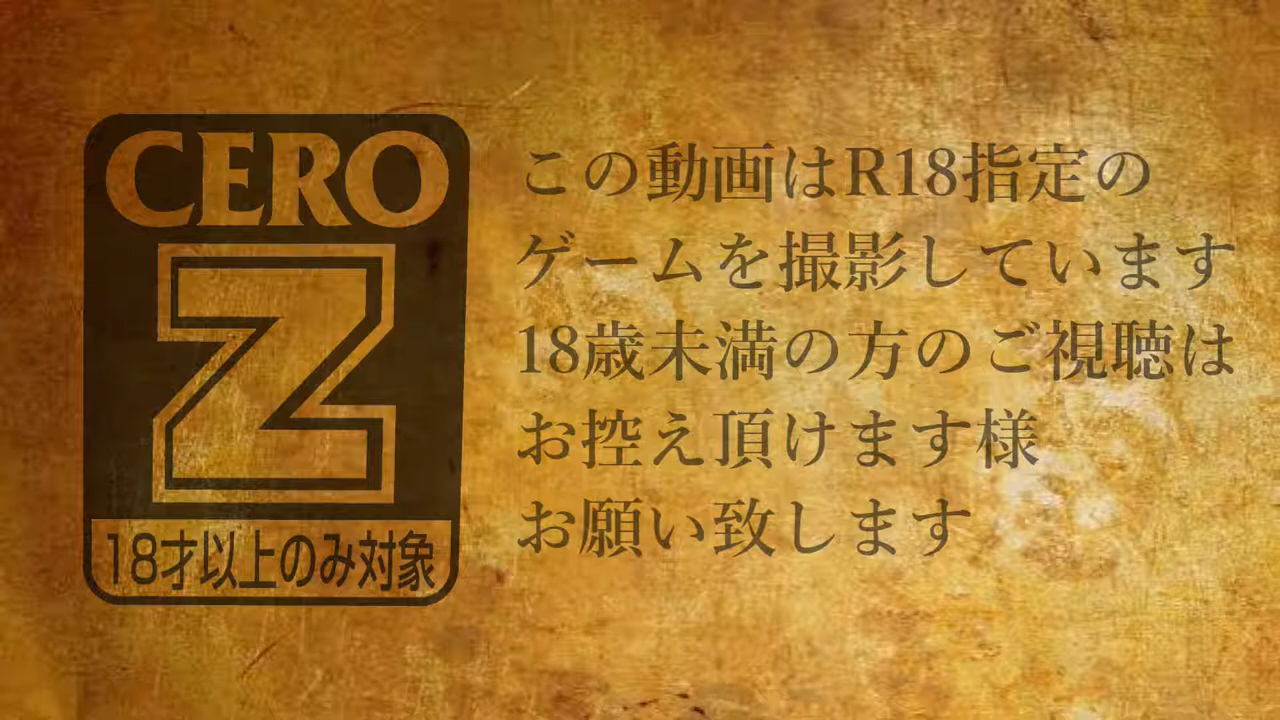 CERO
Z
18才以上のみ対象
この動画はR18指定の
ゲームを撮影しています
18歳未満の方のご視聴は
お控え頂けます様
お願い致します